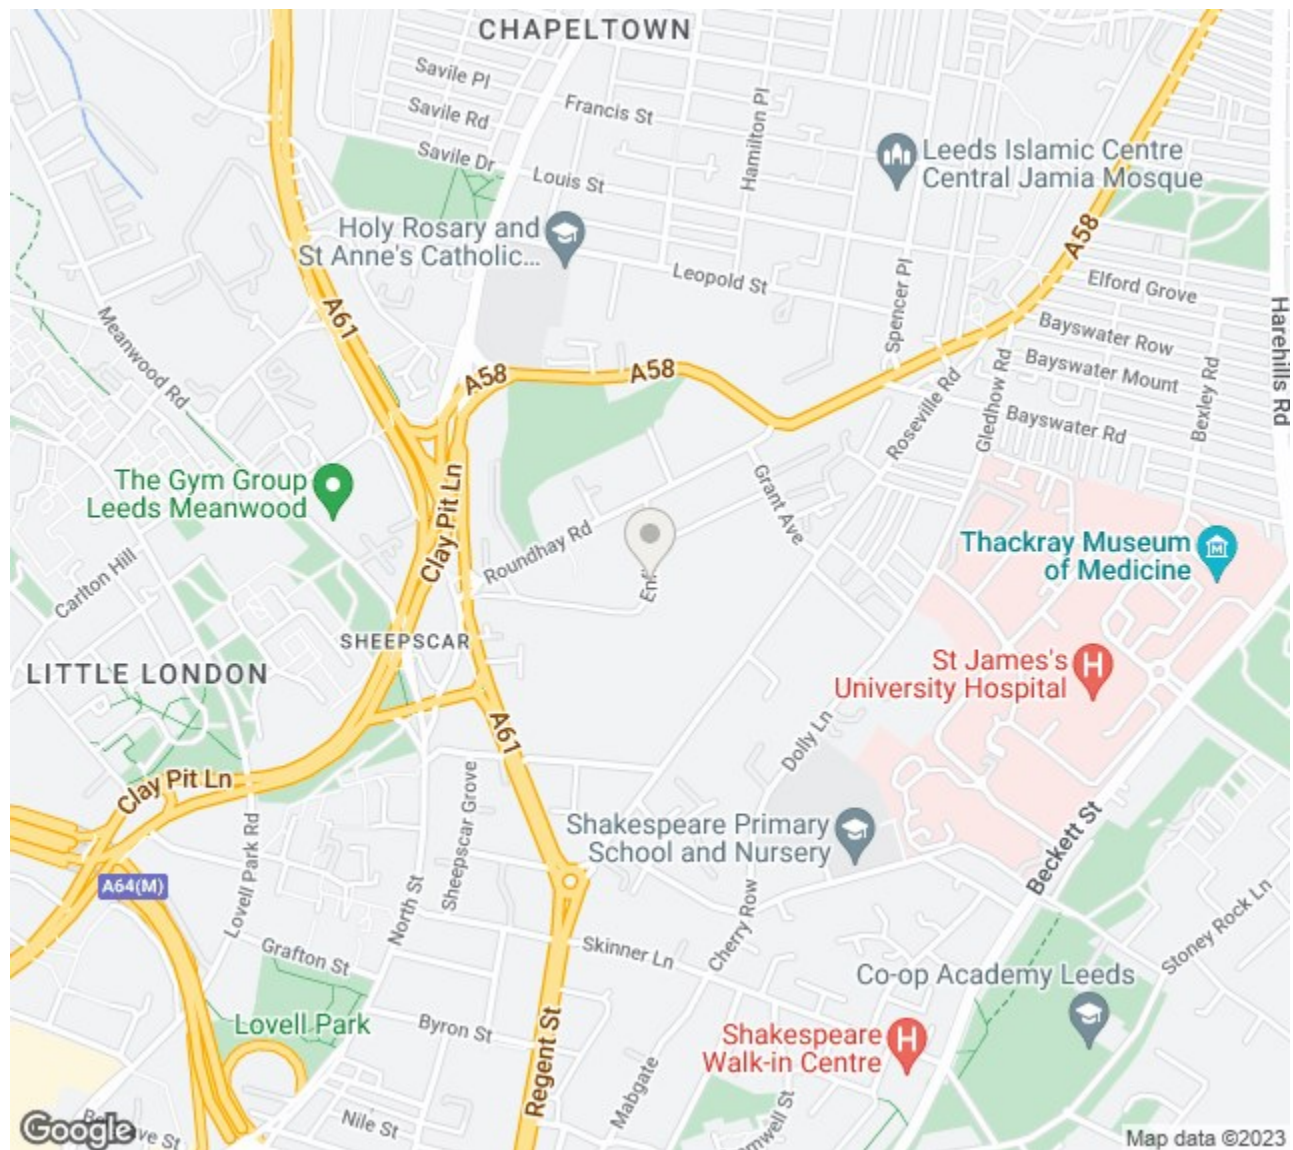 CHAPELTOWN
Savile Pl
Savile Rd
Francis St
Hamilton Pl
Savile Dr
Louis St
Leeds Islamic Centre
Central Jamia Mosque
Holy Rosary and
St Anne's Catholic...
A58
Leopold St
Spencer Pl
Elford Grove
Harehills Rd
A61
Meanwood Rd
Bayswater Row
Bayswater Mount
Bexley Rd
A58
A58
Roseville Rd
Gledhow Rd
Bayswater Rd
The Gym Group
Leeds Meanwood
Clay Pit Ln
Grant Ave
Roundhay Rd
Thackray Museum
of Medicine
Carlton Hill
SHEEPSCAR
LITTLE LONDON
St James's
University Hospital
A61
Dolly Ln
Clay Pit Ln
Sheepscar Grove
Shakespeare Primary
School and Nursery
Beckett St
A64(M)
Lovell Park Rd
North St
Cherry Row
Stoney Rock Ln
Grafton St
Skinner Ln
Co-op Academy Leeds
Lovell Park
Byron St
Regent St
Shakespeare
Walk-in Centre
Mabgate
Nile St
Google
Map data ©2023